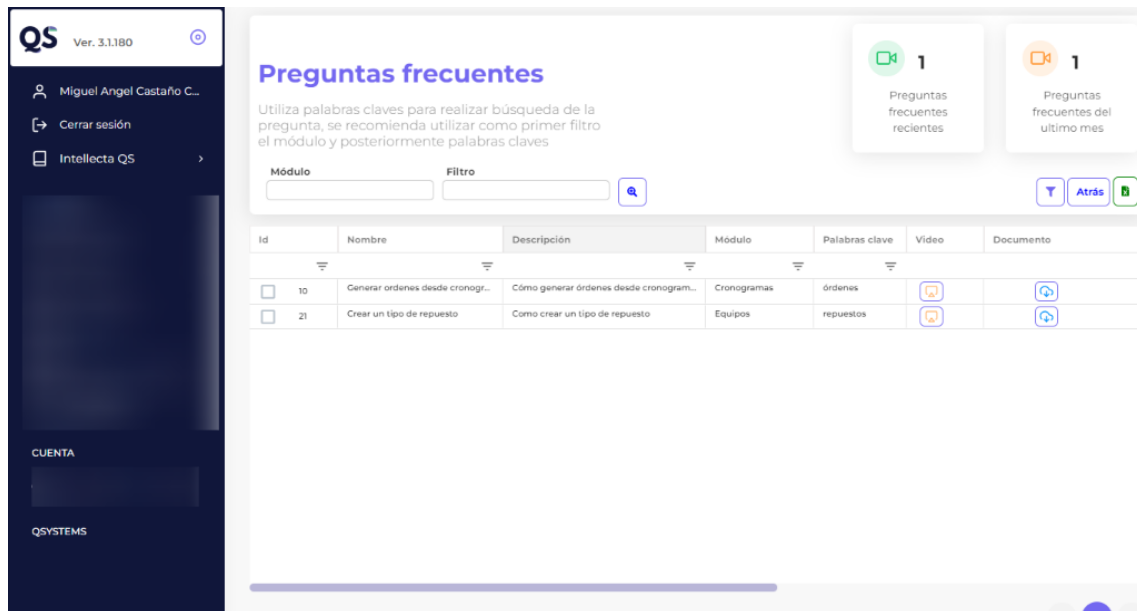 QS Ver. 3.1.180
Miguel Angel Castaño C...
Cerrar sesión
Intellecta QS
CUENTA
QSYSTEMS
Preguntas frecuentes
Utiliza palabras claves para realizar búsqueda de la
pregunta, se recomienda utilizar como primer filtro
el módulo y posteriormente palabras claves
1
Preguntas
frecuentes
recientes
1
Preguntas
frecuentes del
ultimo mes
Módulo Filtro
Atrás
Id Nombre Descripción Módulo Palabras clave Video Documento
10 Generar ordenes desde cronogr... Cómo generar órdenes desde cronogram... Cronogramas órdenes
21 Crear un tipo de repuesto Como crear un tipo de repuesto Equipos repuestos